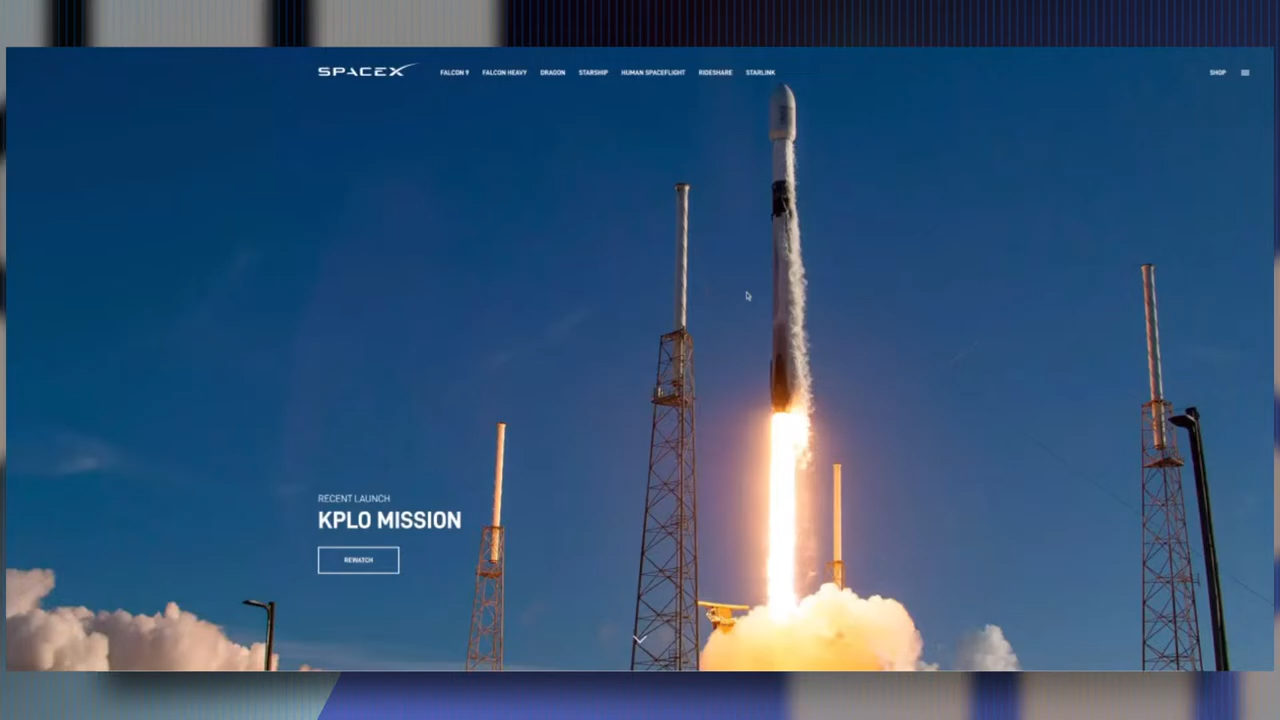 SPACEX FALCON 9 FALCON HEAVY DRAGON STARSHIP HUMAN SPACEFLIGHT RIDESHARE STARLINK SHOP
RECENT LAUNCH
KPLO MISSION
REWATCH